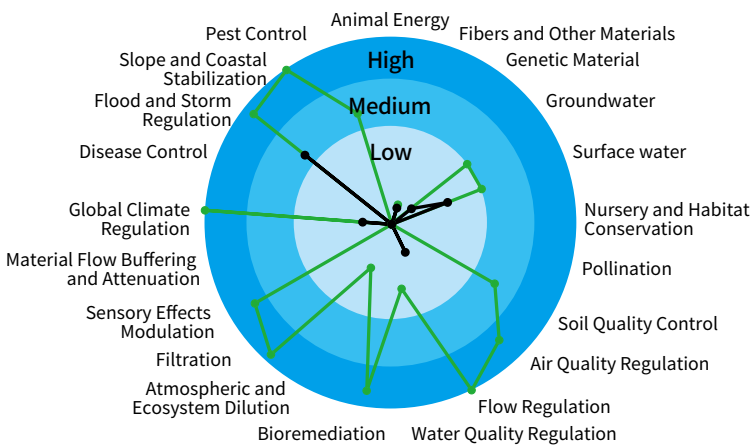 Animal Energy
Fibers and Other Materials
Genetic Material
Groundwater
Surface water
Nursery and Habitat
Conservation
Pollination
Soil Quality Control
Air Quality Regulation
Flow Regulation
Water Quality Regulation
Bioremediation
Atmospheric and
Ecosystem Dilution
Filtration
Sensory Effects
Modulation
Material Flow Buffering
and Attenuation
Global Climate
Regulation
Disease Control
Flood and Storm
Regulation
Slope and Coastal
Stabilization
Pest Control
High
Medium
Low